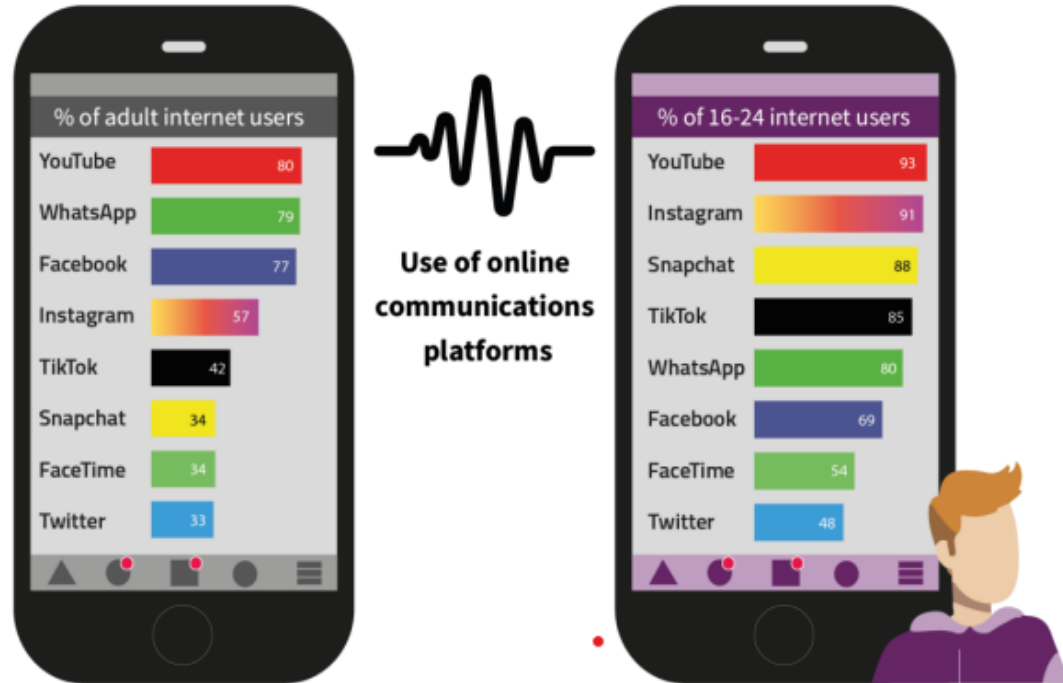 % of adult internet users
YouTube 80
WhatsApp 79
Facebook 77
Instagram 57
TikTok 42
Snapchat 34
FaceTime 34
Twitter 33
Use of online
communications
platforms
% of 16-24 internet users
YouTube 93
Instagram 91
Snapchat 88
TikTok 85
WhatsApp 80
Facebook 69
FaceTime 54
Twitter 48